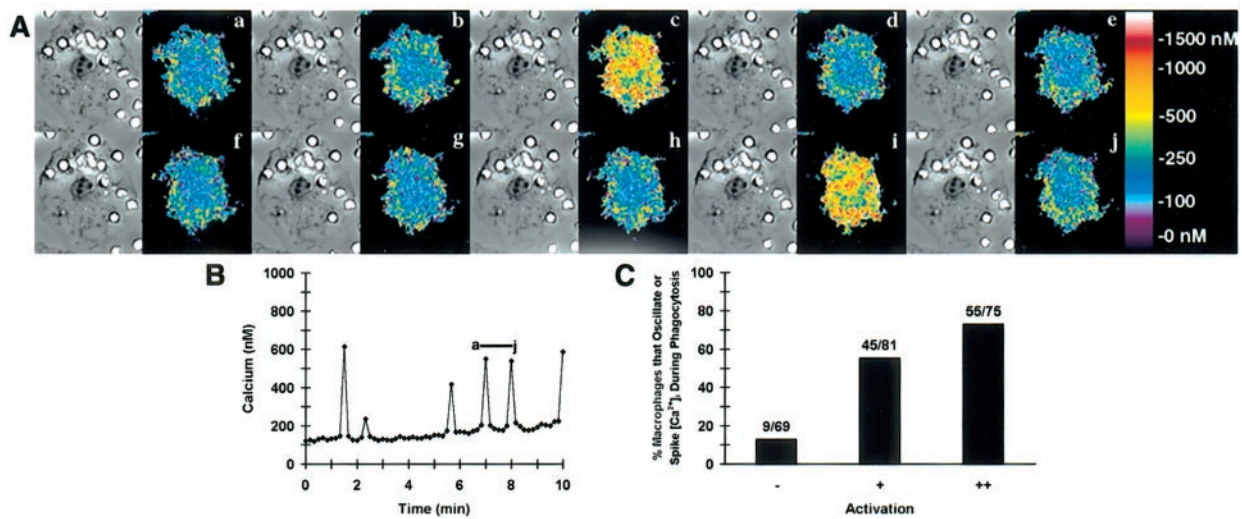 A
a
b
c
d
e
-1500 nM
-1000
-500
-250
-100
-0 nM
f
g
h
i
j
B
1000
800
600
400
200
0
Calcium (nM)
a
j
0
2
4
6
8
10
Time (min)
C
100
80
60
40
20
0
% Macrophages that Oscillate or
Spike [Ca²⁺]ᵢ During Phagocytosis
9/69
45/81
55/75
-
+
++
Activation